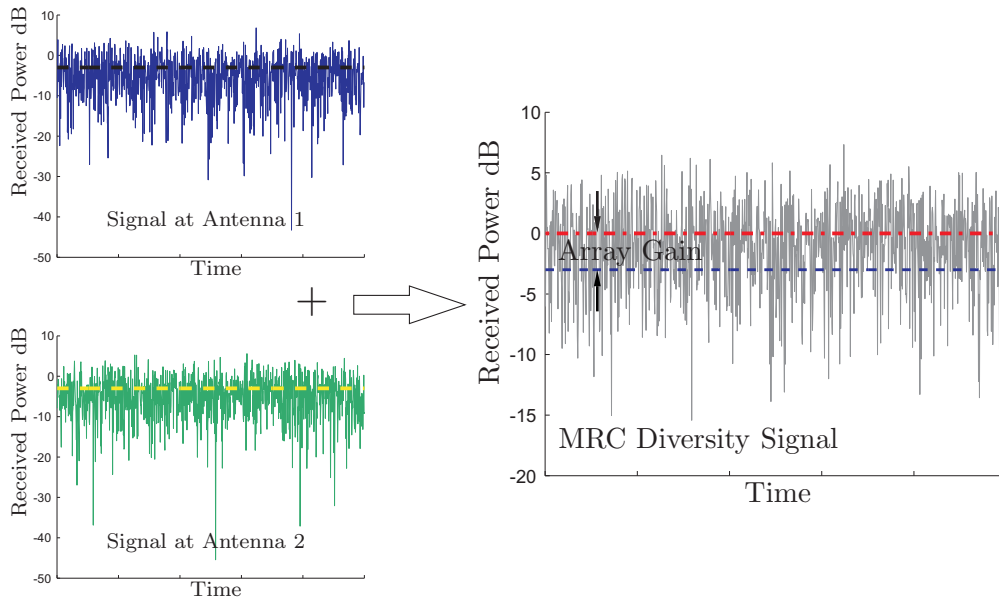 Received Power dB
10
0
-10
-20
-30
-40
-50
Signal at Antenna 1
Time
+
Received Power dB
10
0
-10
-20
-30
-40
-50
Signal at Antenna 2
Time
Received Power dB
10
5
0
-5
-10
-15
-20
Array Gain
MRC Diversity Signal
Time